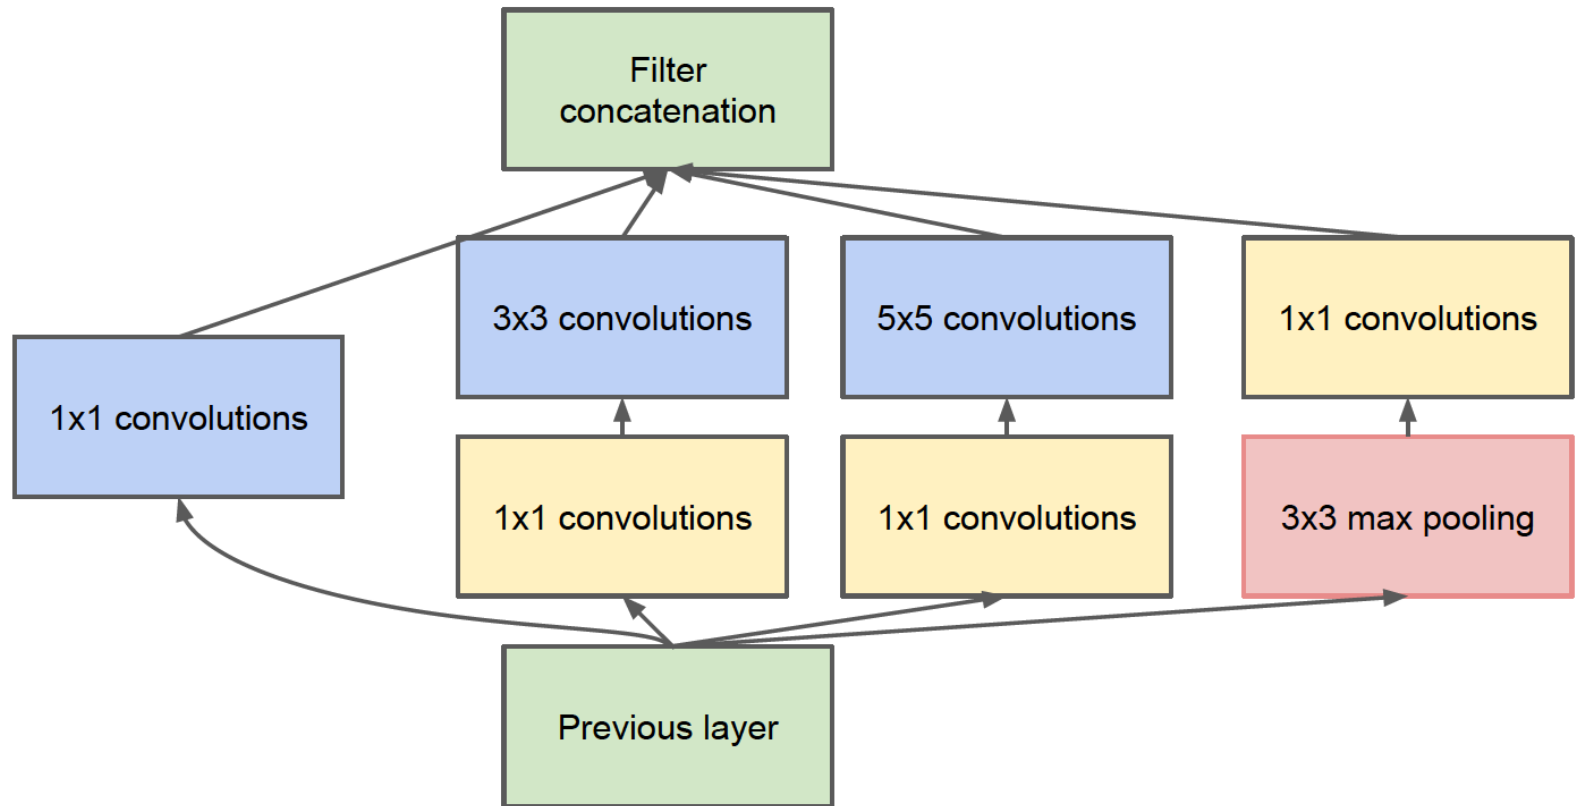 Filter
concatenation
3x3 convolutions
5x5 convolutions
1x1 convolutions
1x1 convolutions
1x1 convolutions
1x1 convolutions
3x3 max pooling
Previous layer